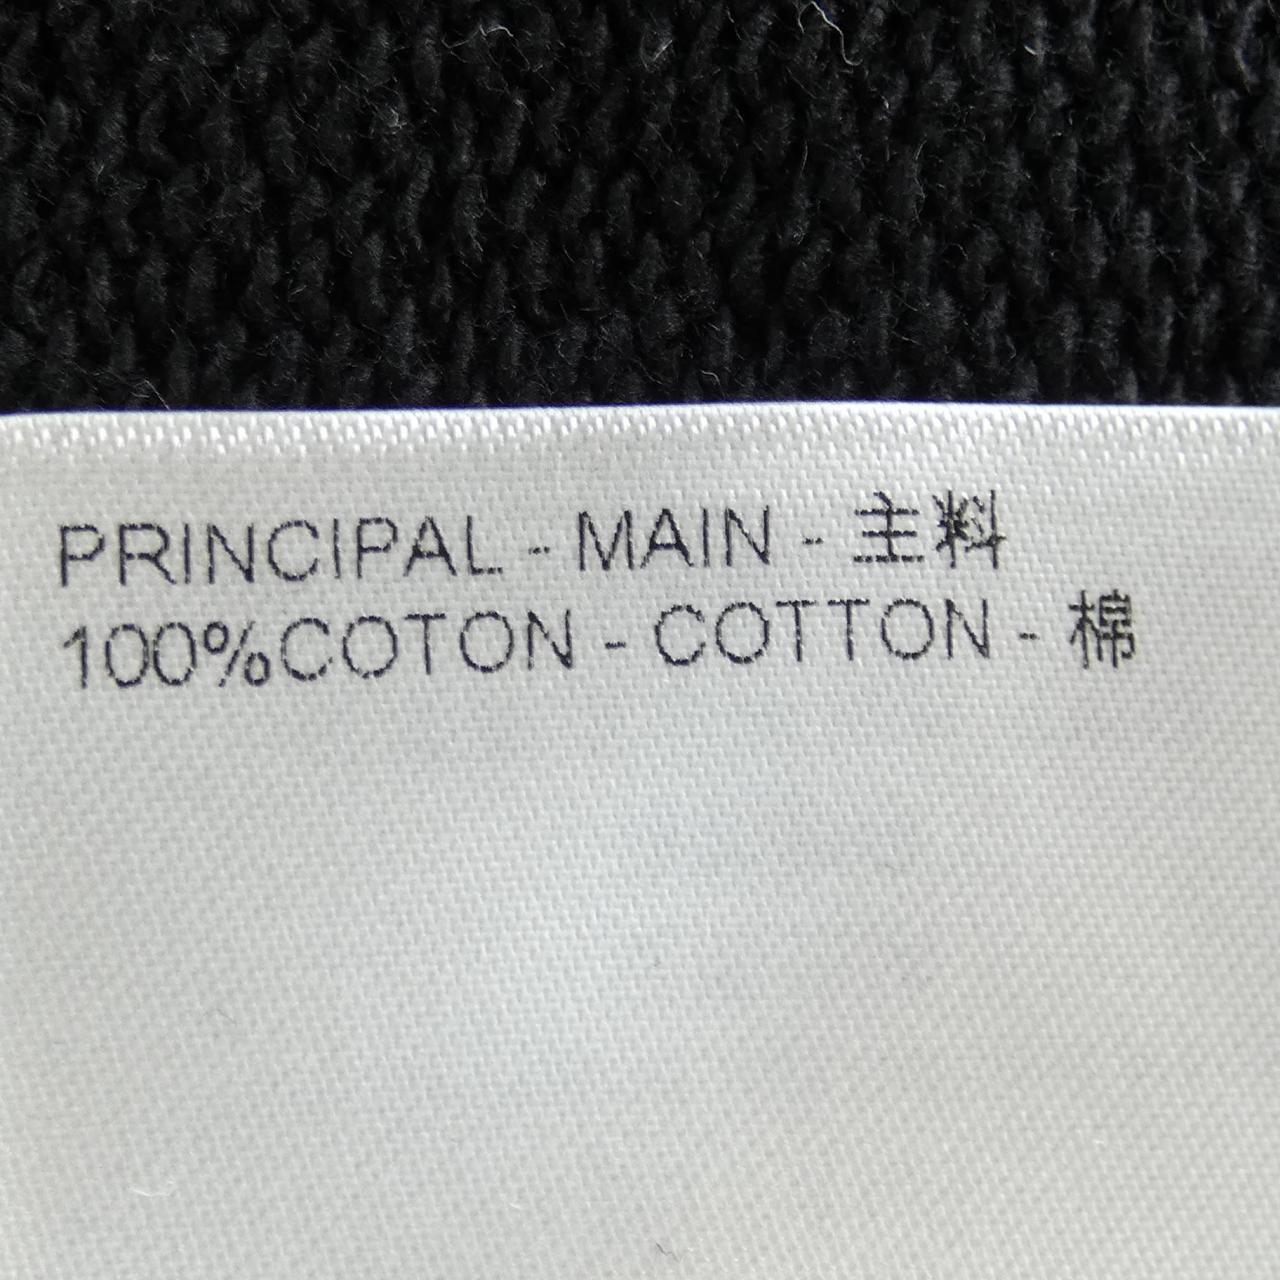 PRINCIPAL - MAIN - 主料
100%COTON - COTTON - 棉